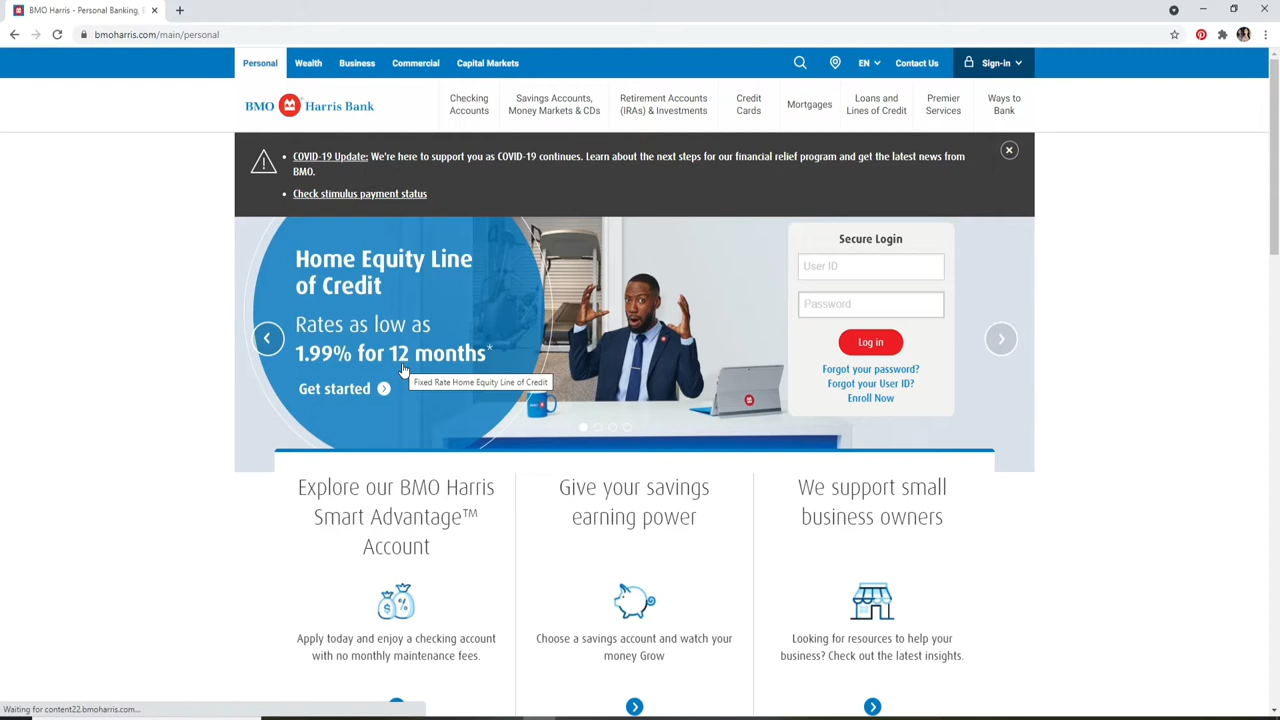 BMO Harris - Personal Banking,
bmoharris.com/main/personal
Personal
Wealth
Business
Commercial
Capital Markets
EN
Contact Us
Sign-in
BMO Harris Bank
Checking
Accounts
Savings Accounts,
Money Markets & CDs
Retirement Accounts
(IRAs) & Investments
Credit
Cards
Mortgages
Loans and
Lines of Credit
Premier
Services
Ways to
Bank
• COVID-19 Update: We're here to support you as COVID-19 continues. Learn about the next steps for our financial relief program and get the latest news from
BMO.
• Check stimulus payment status
Home Equity Line
of Credit
Rates as low as
1.99% for 12 months*
Get started
Fixed Rate Home Equity Line of Credit
Secure Login
User ID
Password
Log in
Forgot your password?
Forgot your User ID?
Enroll Now
Explore our BMO Harris
Smart Advantage™
Account
$ %
Apply today and enjoy a checking account
with no monthly maintenance fees.
Give your savings
earning power
Choose a savings account and watch your
money Grow
We support small
business owners
Looking for resources to help your
business? Check out the latest insights.
Waiting for content22.bmoharris.com...